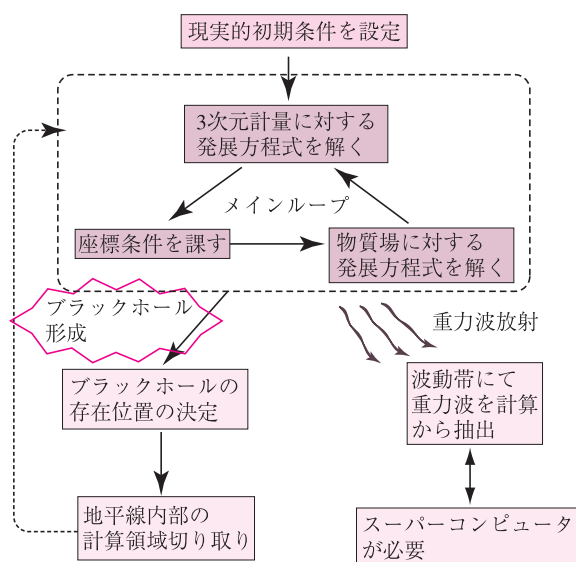 現実的初期条件を設定
3次元計量に対する
発展方程式を解く
メインループ
座標条件を課す
物質場に対する
発展方程式を解く
ブラックホール
形成
重力波放射
ブラックホールの
存在位置の決定
波動帯にて
重力波を計算
から抽出
地平線内部の
計算領域切り取り
スーパーコンピュータ
が必要